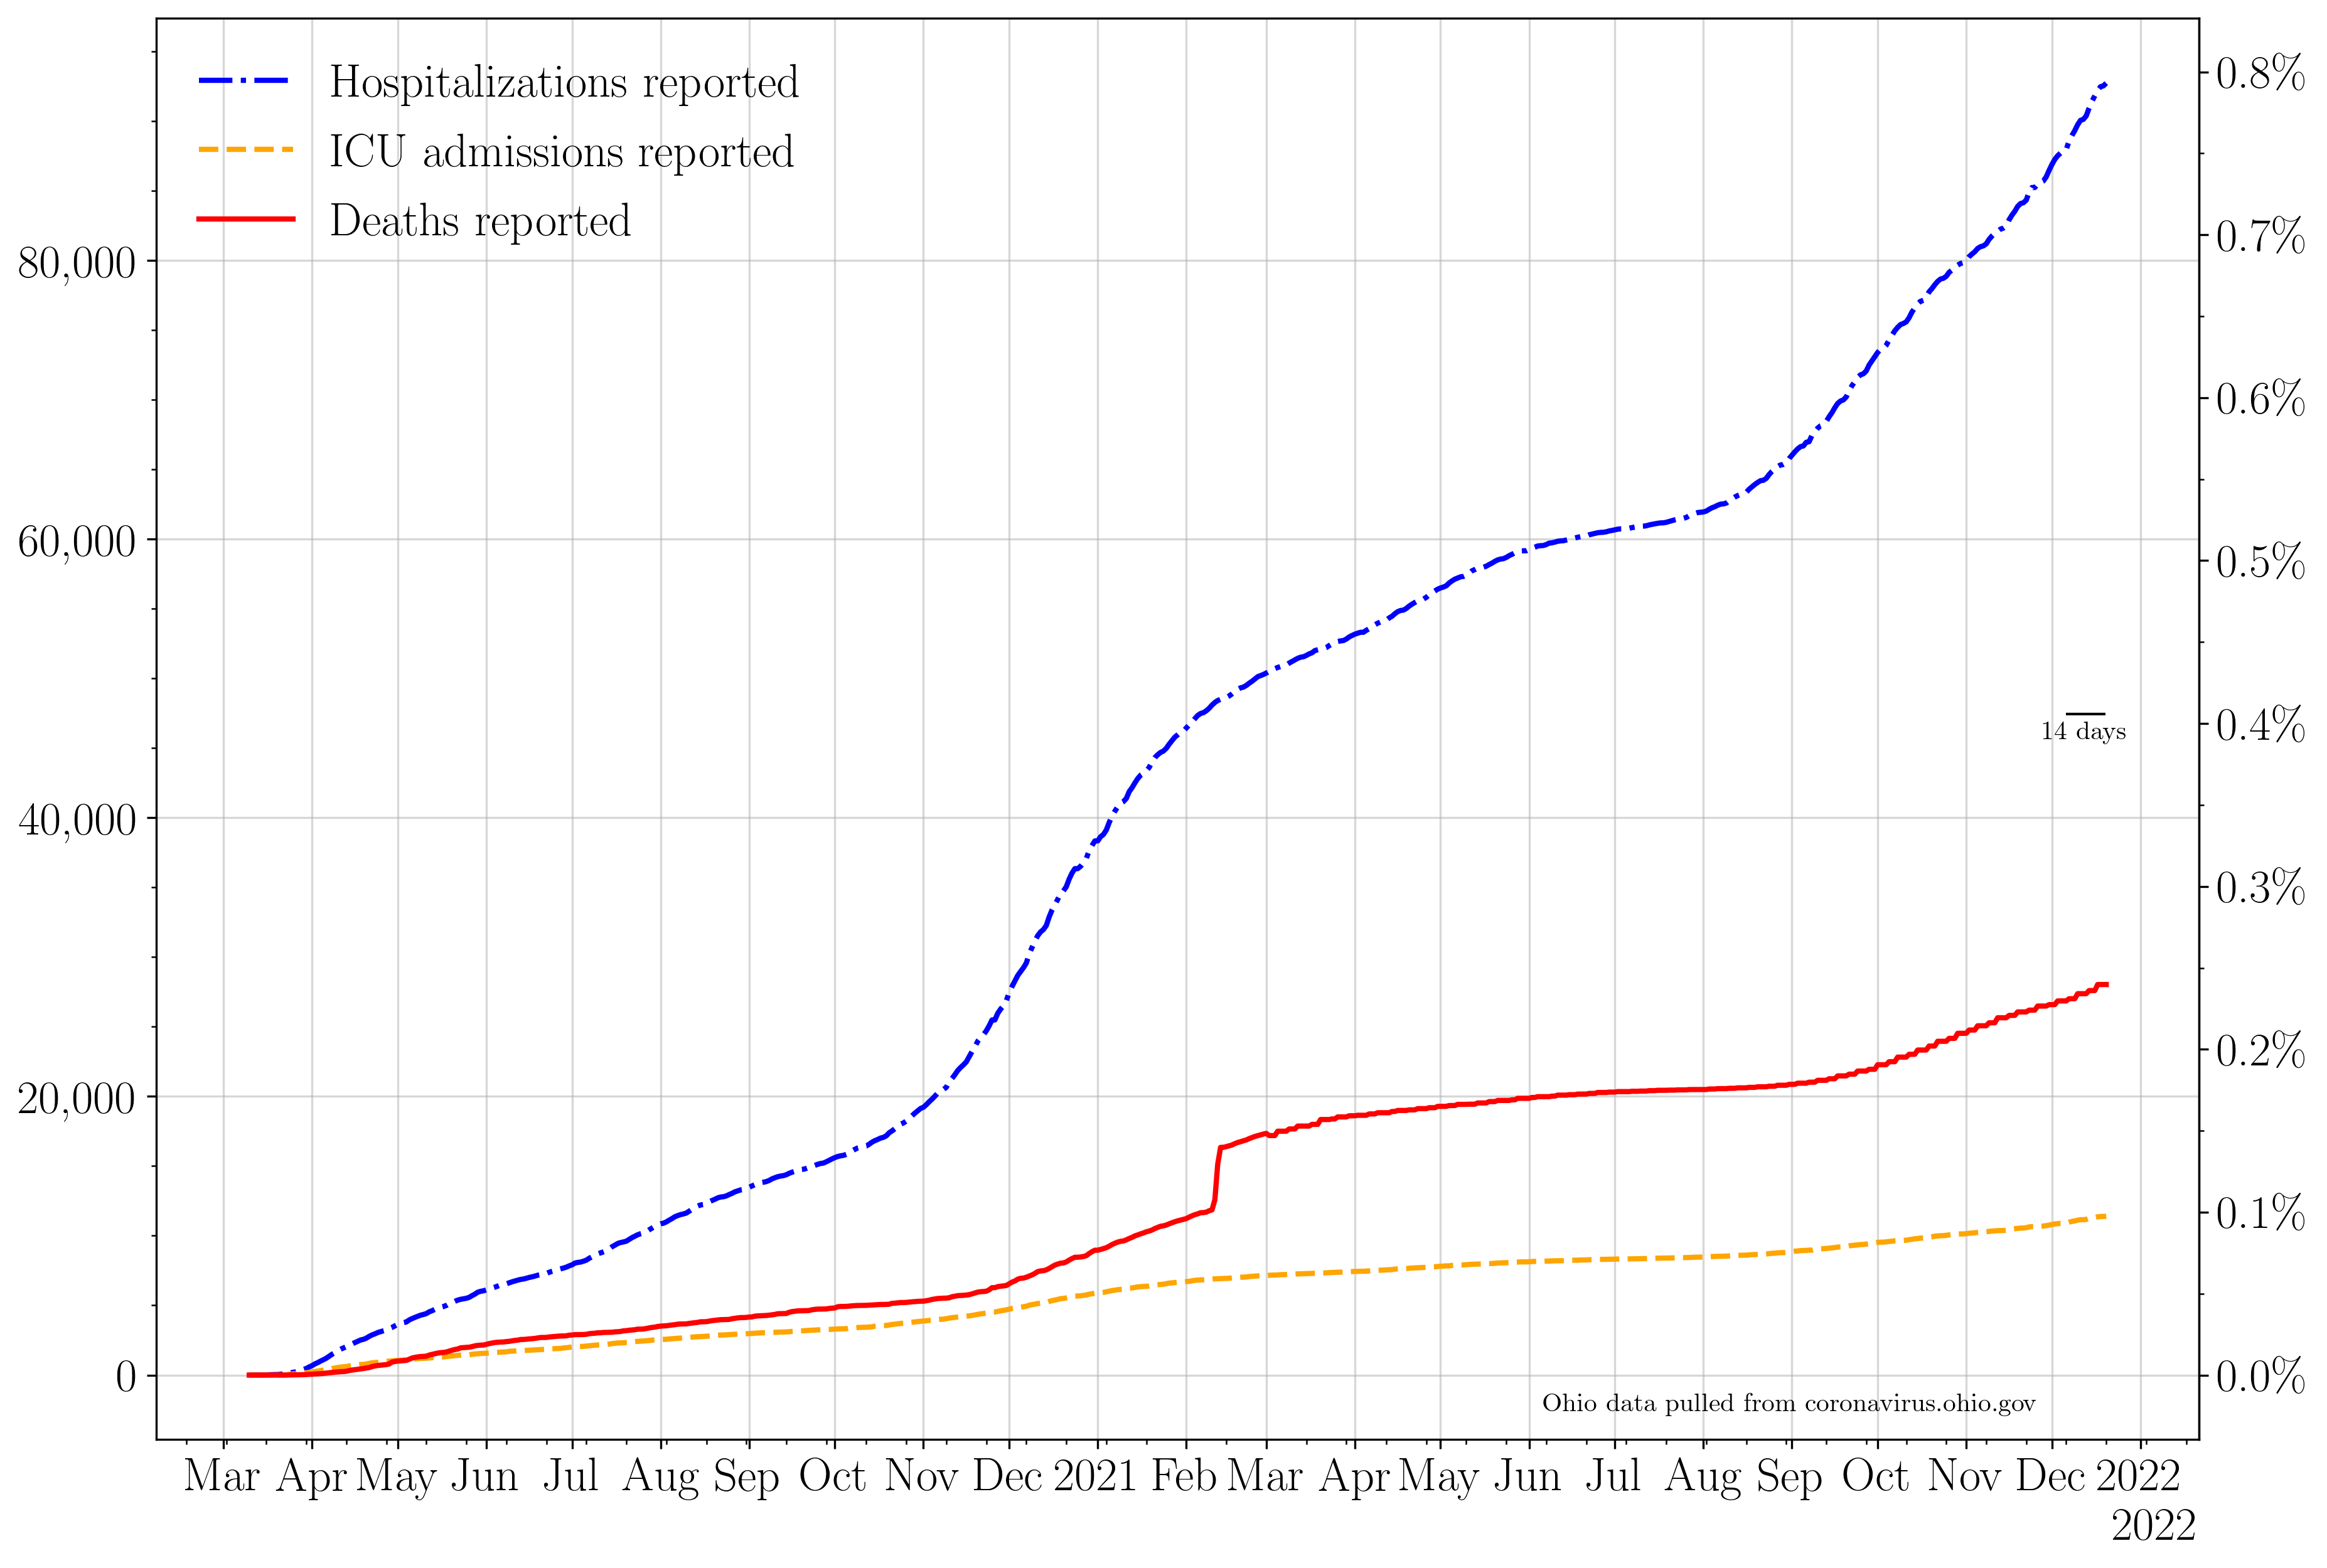 Hospitalizations reported
ICU admissions reported
Deaths reported
80,000
60,000
40,000
20,000
0
0.8%
0.7%
0.6%
0.5%
0.4%
0.3%
0.2%
0.1%
0.0%
14 days
Ohio data pulled from coronavirus.ohio.gov
Mar Apr May Jun Jul Aug Sep Oct Nov Dec 2021 Feb Mar Apr May Jun Jul Aug Sep Oct Nov Dec 2022
2022